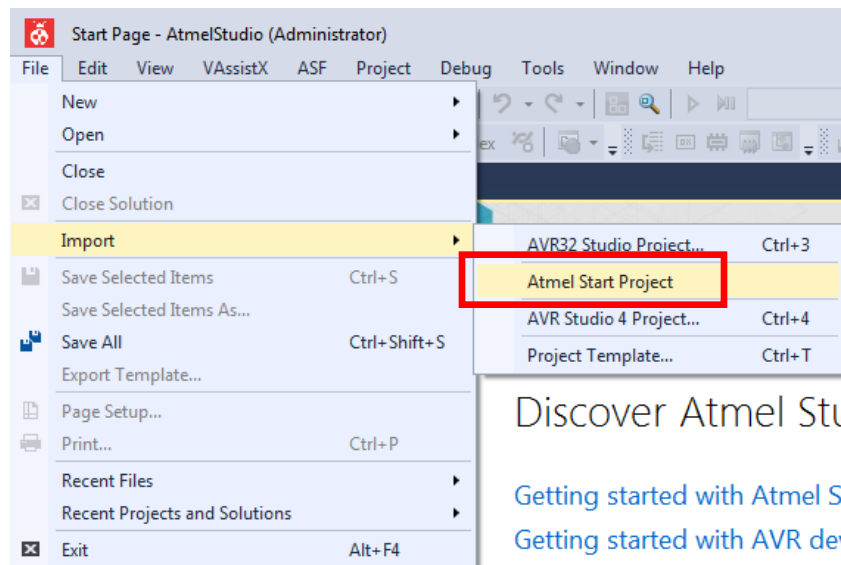 Start Page - AtmelStudio (Administrator)
File Edit View VAssistX ASF Project Debug Tools Window Help
New
Open
ex
Close
Close Solution
Import
AVR32 Studio Project... Ctrl+3
Save Selected Items Ctrl+S
Atmel Start Project
Save Selected Items As...
AVR Studio 4 Project... Ctrl+4
Save All Ctrl+Shift+S
Project Template... Ctrl+T
Export Template...
Page Setup...
Discover Atmel Stu
Print... Ctrl+P
Recent Files
Getting started with Atmel S
Recent Projects and Solutions
Getting started with AVR dev
Exit Alt+F4